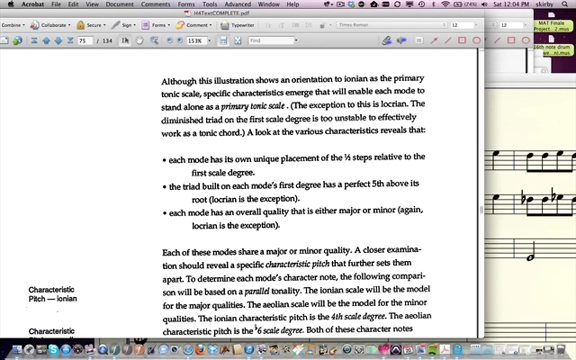 Acrobat File Edit View Document Comments Forms Tools Advanced Window Help
Sat 12:04 PM skirby
H4TextCOMPLETE.pdf
Combine Collaborate Secure Sign Forms Comment
Typewriter Times Roman 12 12
75 / 134 153% Find
MAT Finale
Project 2.mus
16th note drum
Although this illustration shows an orientation to ionian as the primary
tonic scale, specific characteristics emerge that will enable each mode to
stand alone as a primary tonic scale . (The exception to this is locrian. The
diminished triad on the first scale degree is too unstable to effectively
work as a tonic chord.) A look at the various characteristics reveals that:
• each mode has its own unique placement of the ½ steps relative to the
first scale degree.
• the triad built on each mode's first degree has a perfect 5th above its
root (locrian is the exception).
• each mode has an overall quality that is either major or minor (again,
locrian is the exception).
Each of these modes share a major or minor quality. A closer examina-
tion should reveal a specific characteristic pitch that further sets them
apart. To determine each mode's character note, the following compari-
son will be based on a parallel tonality. The ionian scale will be the model
for the major qualities. The aeolian scale will be the model for the minor
qualities. The ionian characteristic pitch is the 4th scale degree. The aeolian
characteristic pitch is the ♭6 scale degree. Both of these character notes
Characteristic
Pitch — ionian
Characteristic